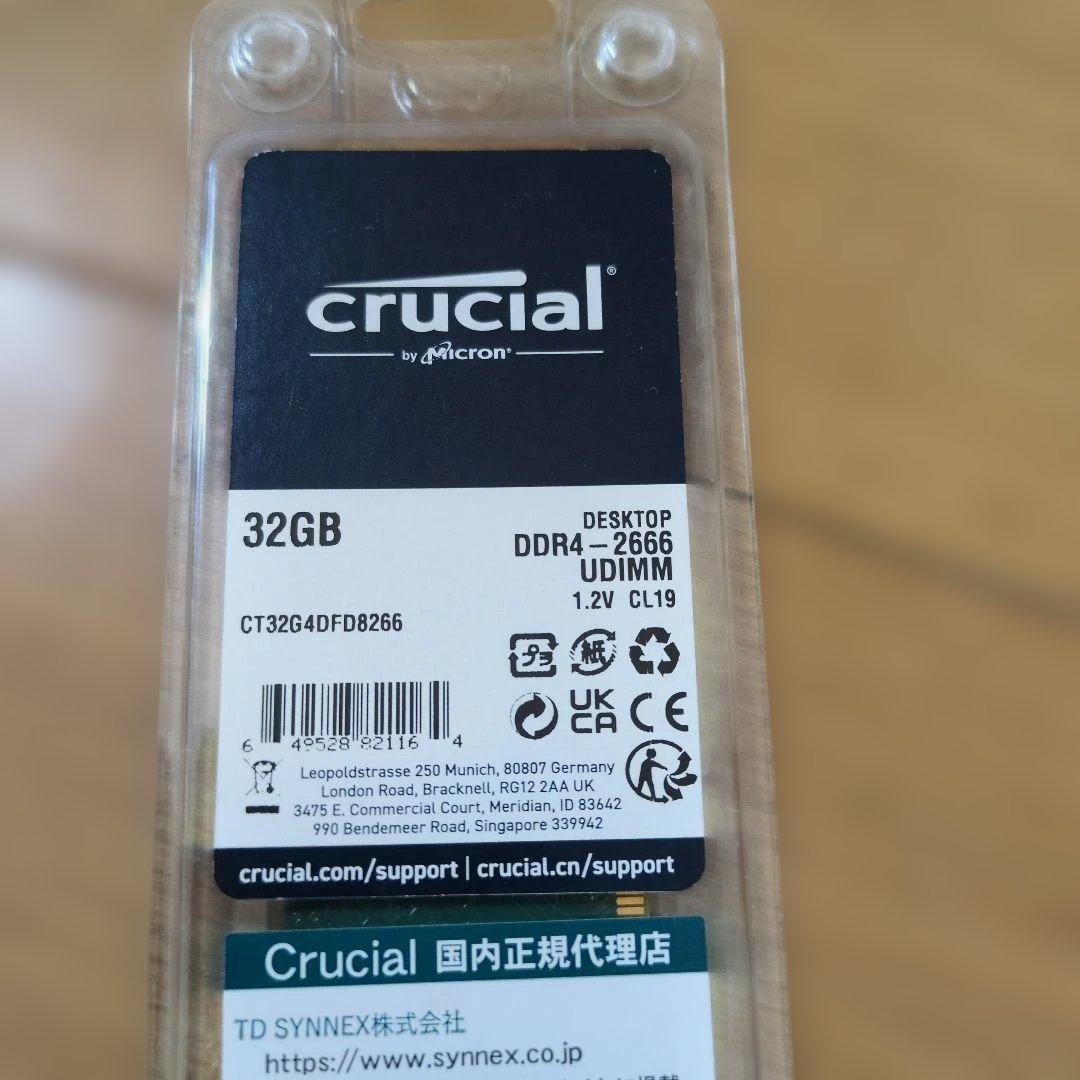 crucial®
by Micron®
32GB
DESKTOP
DDR4-2666
UDIMM
1.2V CL19
CT32G4DFD8266
プラ
紙
UK
CA
CE
6 49528 82116 4
Leopoldstrasse 250 Munich, 80807 Germany
London Road, Bracknell, RG12 2AA UK
3475 E. Commercial Court, Meridian, ID 83642
990 Bendemeer Road, Singapore 339942
crucial.com/support | crucial.cn/support
Crucial 国内正規代理店
TD SYNNEX株式会社
https://www.synnex.co.jp